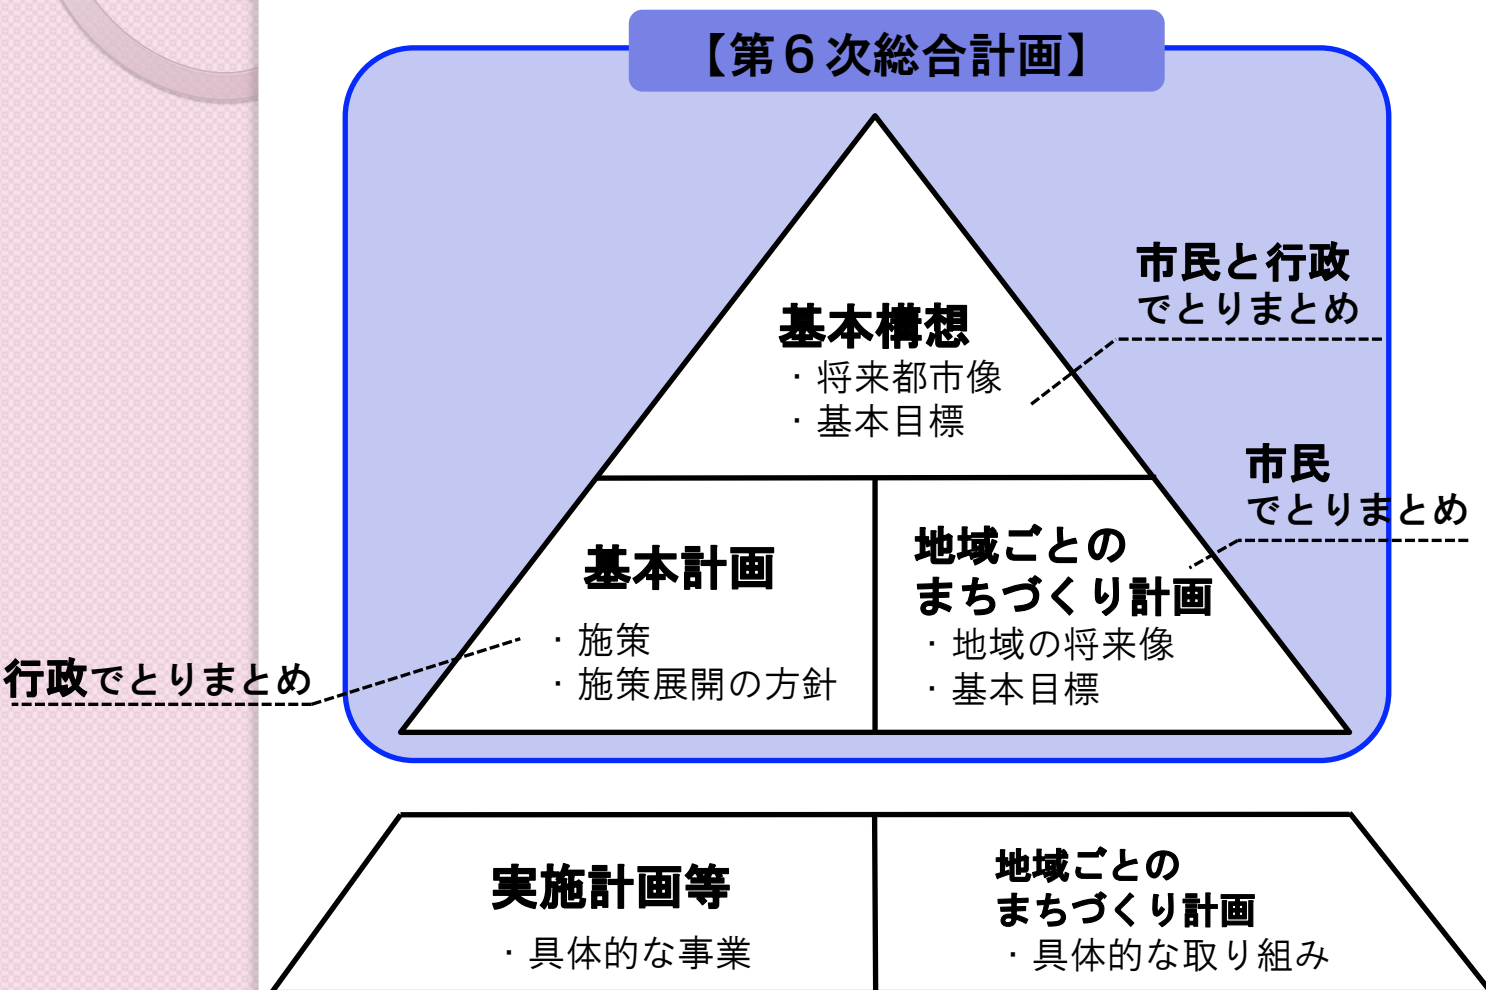 【第６次総合計画】
市民と行政
でとりまとめ
基本構想
・将来都市像
・基本目標
市民
でとりまとめ
基本計画
・施策
・施策展開の方針
地域ごとの
まちづくり計画
・地域の将来像
・基本目標
行政でとりまとめ
実施計画等
・具体的な事業
地域ごとの
まちづくり計画
・具体的な取り組み